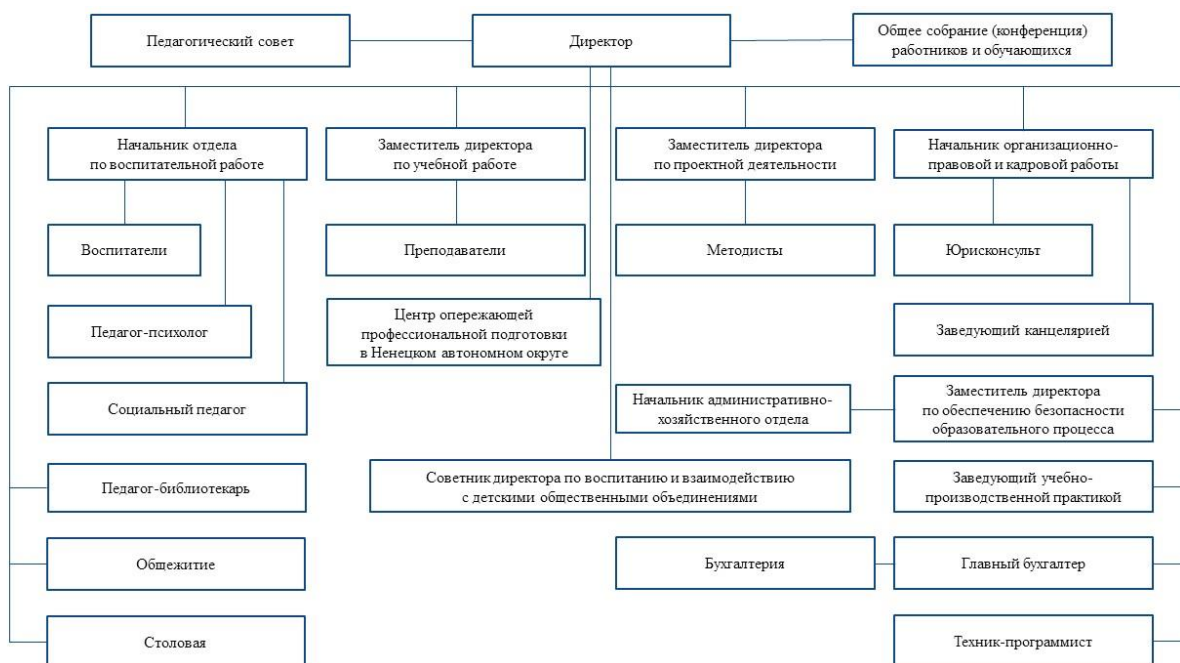 Педагогический совет
Директор
Общее собрание (конференция)
работников и обучающихся
Начальник отдела
по воспитательной работе
Заместитель директора
по учебной работе
Заместитель директора
по проектной деятельности
Начальник организационно-
правовой и кадровой работы
Воспитатели
Преподаватели
Методисты
Юрисконсульт
Педагог-психолог
Центр опережающей
профессиональной подготовки
в Ненецком автономном округе
Заведующий канцелярией
Социальный педагог
Начальник административно-
хозяйственного отдела
Заместитель директора
по обеспечению безопасности
образовательного процесса
Педагог-библиотекарь
Советник директора по воспитанию и взаимодействию
с детскими общественными объединениями
Заведующий учебно-
производственной практикой
Общежитие
Бухгалтерия
Главный бухгалтер
Столовая
Техник-программист